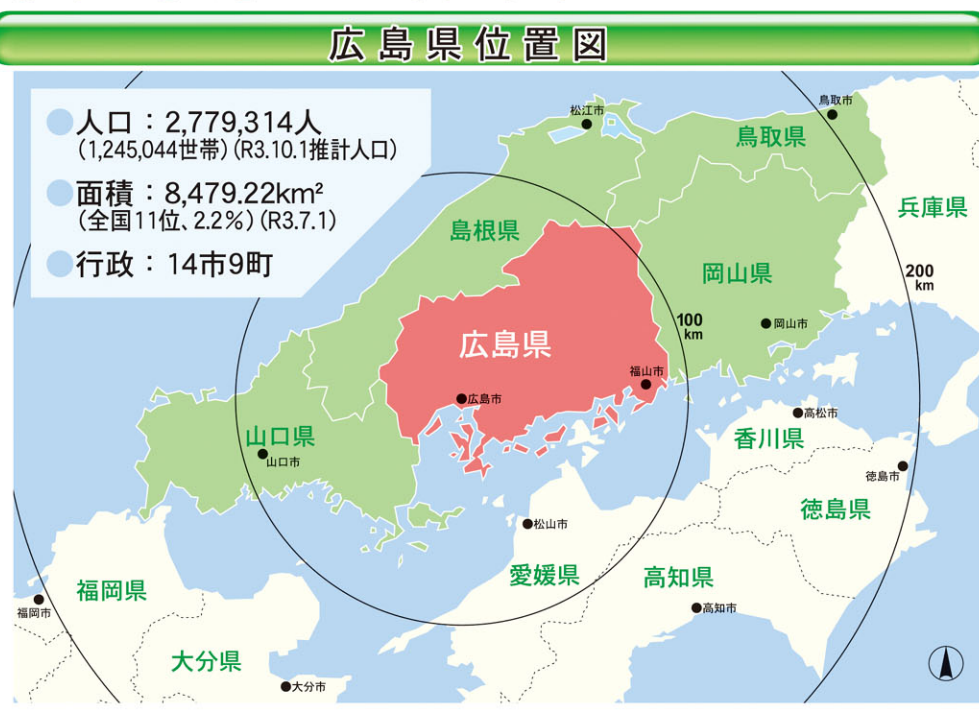 広島県位置図
人口：2,779,314人
(1,245,044世帯)(R3.10.1推計人口)
面積：8,479.22km²
(全国11位、2.2%)(R3.7.1)
行政：14市9町
松江市
鳥取市
鳥取県
兵庫県
島根県
岡山県
200
km
100
km
岡山市
広島県
福山市
広島市
高松市
香川県
山口県
山口市
徳島市
徳島県
松山市
愛媛県
高知県
福岡県
福岡市
高知市
大分県
大分市